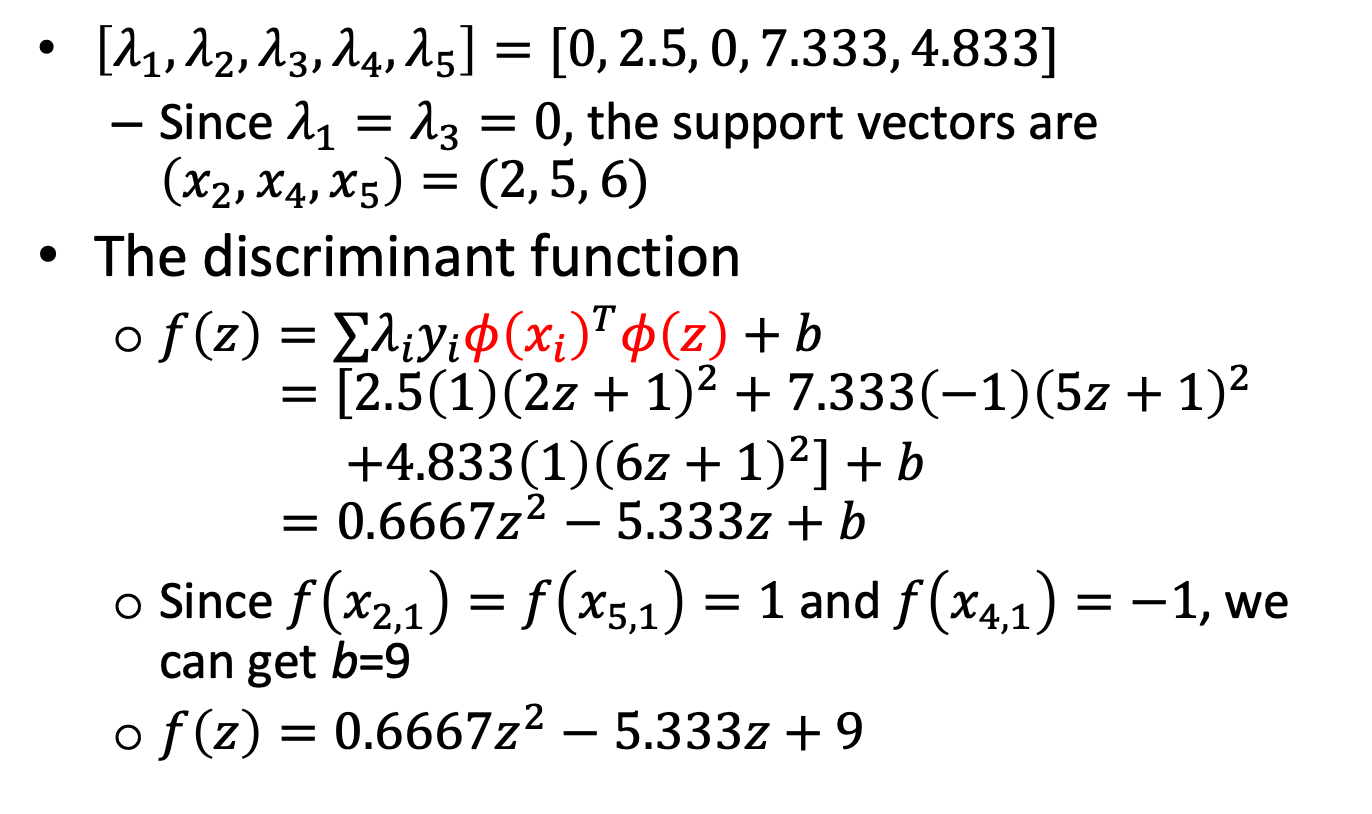 • [λ₁, λ₂, λ₃, λ₄, λ₅] = [0, 2.5, 0, 7.333, 4.833]
– Since λ₁ = λ₃ = 0, the support vectors are
(x₂, x₄, x₅) = (2, 5, 6)
• The discriminant function
○ f(z) = ∑λᵢyᵢϕ(xᵢ)ᵀϕ(z) + b
= [2.5(1)(2z + 1)² + 7.333(−1)(5z + 1)²
+4.833(1)(6z + 1)²] + b
= 0.6667z² − 5.333z + b
○ Since f(x₂,₁) = f(x₅,₁) = 1 and f(x₄,₁) = −1, we
can get b=9
○ f(z) = 0.6667z² − 5.333z + 9